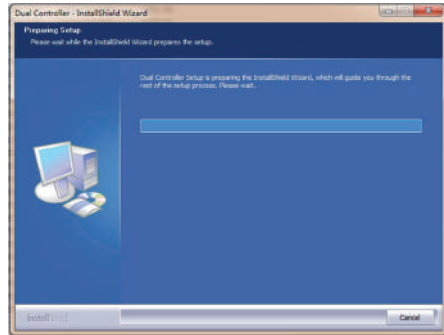 Dual Controller - InstallShield Wizard
Preparing Setup
Please wait while the InstallShield Wizard prepares the setup.
Dual Controller Setup is preparing the InstallShield Wizard, which will guide you through the
rest of the setup process. Please wait.
InstallShield
Cancel